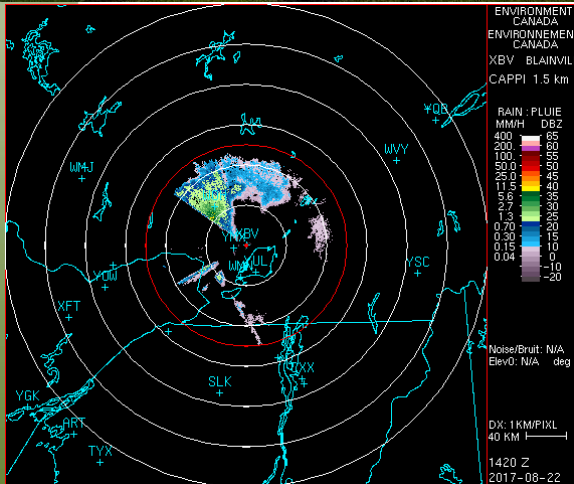 ENVIRONMENT
CANADA
ENVIRONNEMEN
CANADA
XBV BLAINVIL
CAPPI 1.5 km
RAIN : PLUIE
MM/H DBZ
400 65
200. 60
100. 55
50.0 50
25.0 45
11.5 40
5.6 35
2.7 30
1.3 25
0.70 20
0.30 15
0.15 10
0.04 5
0
-10
-20
Noise/Bruit: N/A
Elev0: N/A deg
DX: 1KM/PIXL
40 KM
1420 Z
2017-08-22
YQB
WVY
WMJ
XBV
YUL
YOW
YSC
XFT
SLK
YGK
ART
TYX